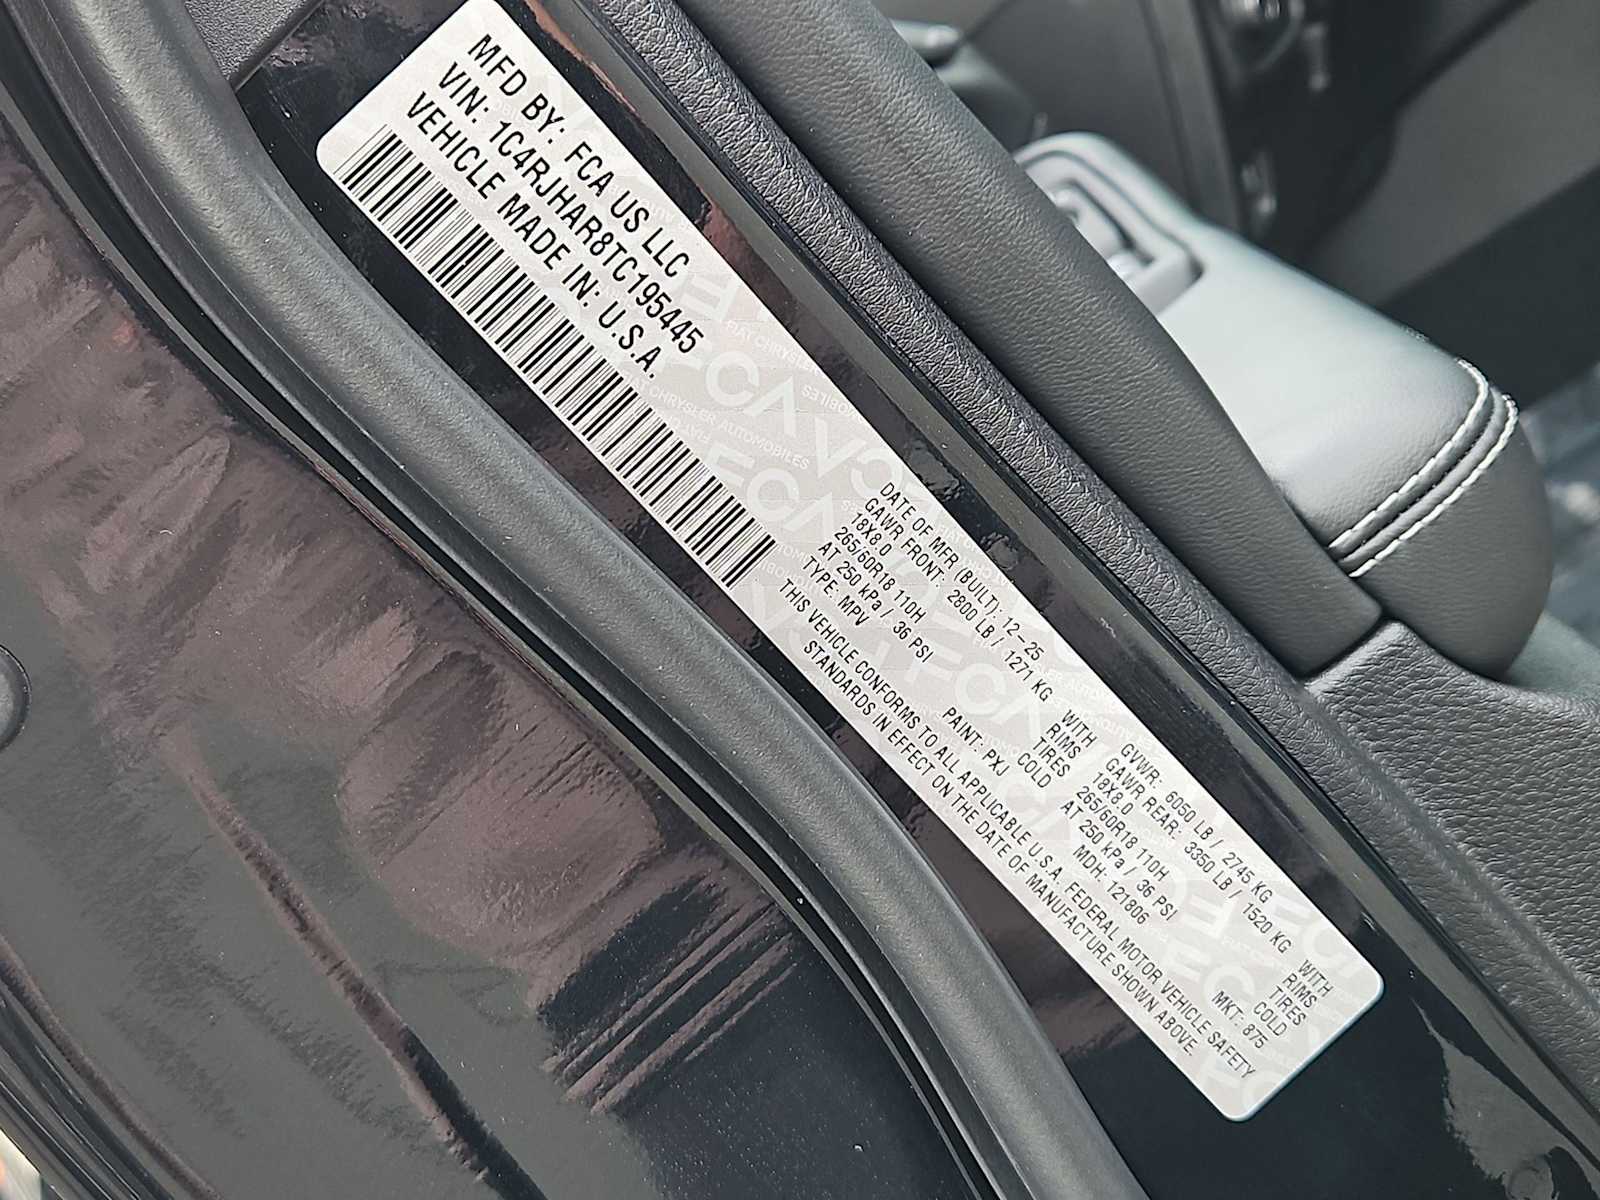 MFD BY: FCA US LLC
VIN: 1C4RJHAR8TC195445
VEHICLE MADE IN: U.S.A.
DATE OF MFR (BUILT): 12-25 GVWR: 6050 LB / 2745 KG
GAWR FRONT: 2800 LB / 1271 KG WITH GAWR REAR: 3350 LB / 1520 KG WITH
18X8.0 RIMS 18X8.0 RIMS
265/60R18 110H TIRES 265/60R18 110H TIRES
AT 250 kPa / 36 PSI COLD AT 250 kPa / 36 PSI COLD
TYPE: MPV PAINT: PXJ MDH: 121806 MKT: 875
THIS VEHICLE CONFORMS TO ALL APPLICABLE U.S.A. FEDERAL MOTOR VEHICLE SAFETY
STANDARDS IN EFFECT ON THE DATE OF MANUFACTURE SHOWN ABOVE.
FCA
FIAT CHRYSLER AUTOMOBILES